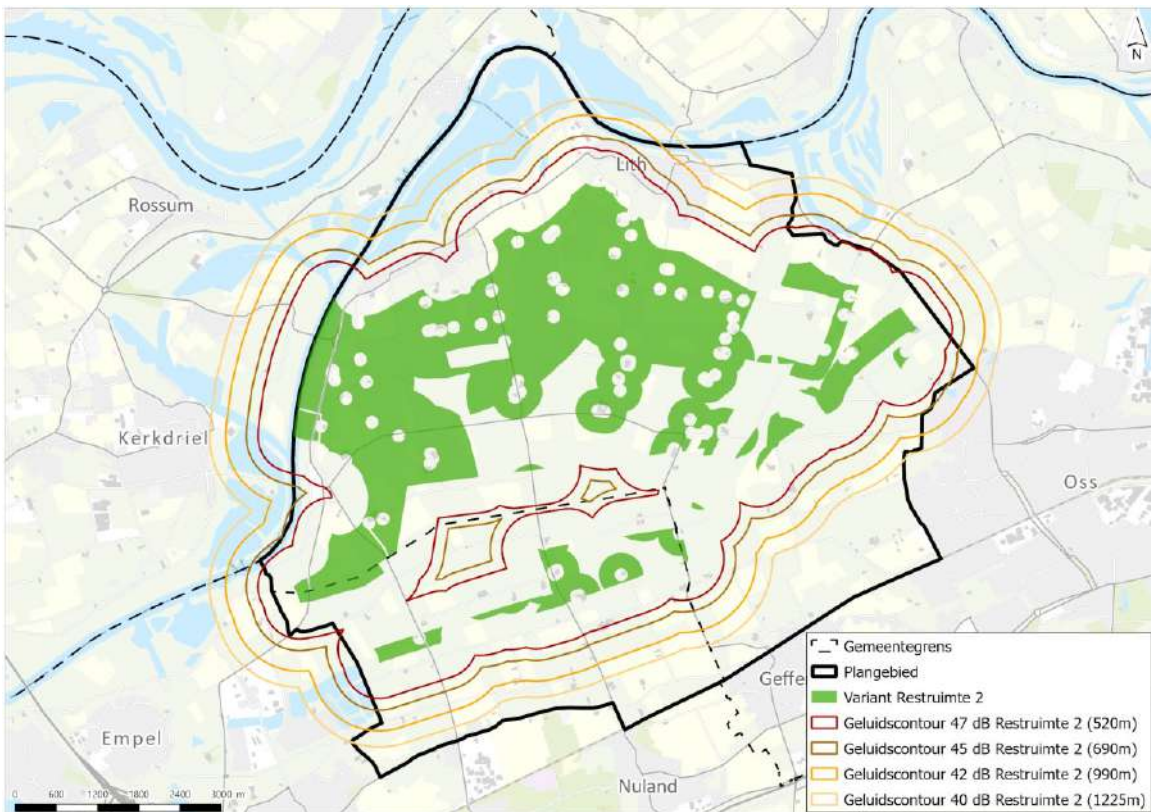 N
Lith
Rossum
Kerkdriel
Oss
Empel
Geffe
Nuland
Gemeentegrens
Plangebied
Variant Restruimte 2
Geluidscontour 47 dB Restruimte 2 (520m)
Geluidscontour 45 dB Restruimte 2 (690m)
Geluidscontour 42 dB Restruimte 2 (990m)
Geluidscontour 40 dB Restruimte 2 (1225m)
0 600 1200 1800 2400 3000 m